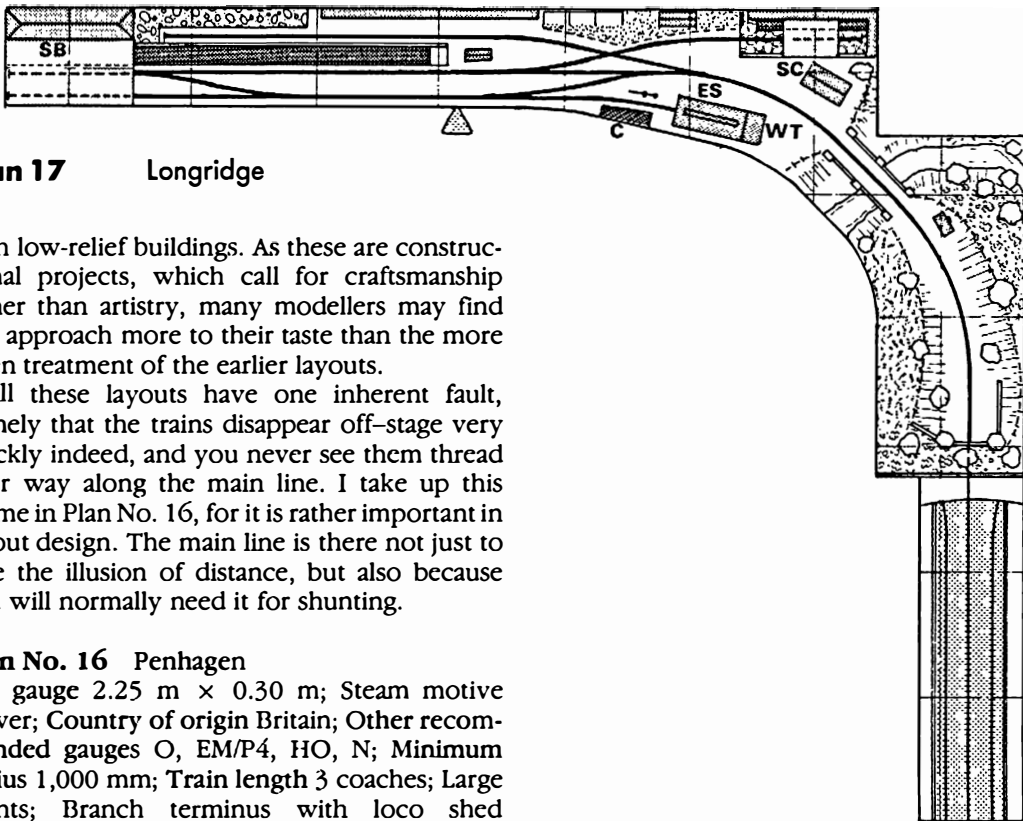 SB
SC
ES
WT
C
an 17 Longridge
n low-relief buildings. As these are construc-
nal projects, which call for craftsmanship
ner than artistry, many modellers may find
approach more to their taste than the more
en treatment of the earlier layouts.
ll these layouts have one inherent fault,
nely that the trains disappear off–stage very
ckly indeed, and you never see them thread
r way along the main line. I take up this
me in Plan No. 16, for it is rather important in
out design. The main line is there not just to
e the illusion of distance, but also because
will normally need it for shunting.
n No. 16 Penhagen
gauge 2.25 m × 0.30 m; Steam motive
ver; Country of origin Britain; Other recom-
nded gauges O, EM/P4, HO, N; Minimum
ius 1,000 mm; Train length 3 coaches; Large
nts; Branch terminus with loco shed